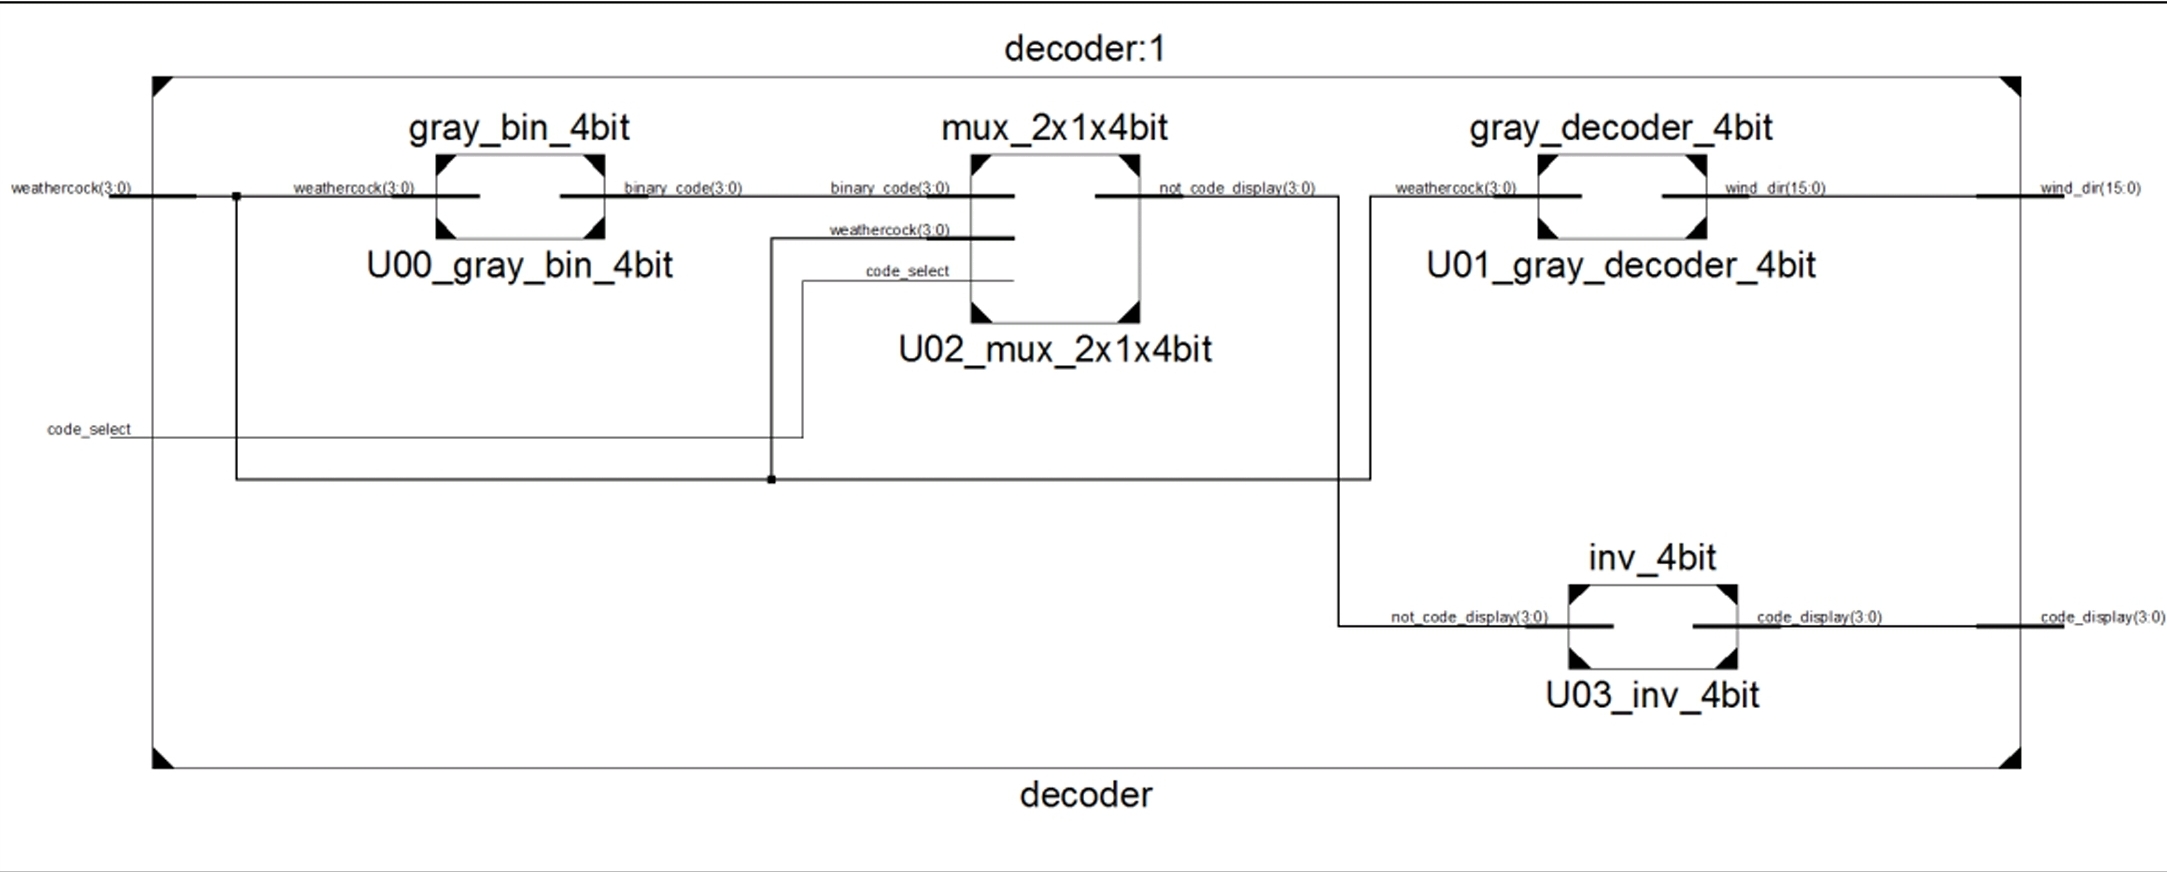 decoder:1
gray_bin_4bit
mux_2x1x4bit
gray_decoder_4bit
weathercock(3:0)
weathercock(3:0)
binary_code(3:0)
binary_code(3:0)
not_code_display(3:0)
weathercock(3:0)
wind_dir(15:0)
wind_dir(15:0)
weathercock(3:0)
code_select
U00_gray_bin_4bit
U01_gray_decoder_4bit
U02_mux_2x1x4bit
code_select
inv_4bit
not_code_display(3:0)
code_display(3:0)
code_display(3:0)
U03_inv_4bit
decoder